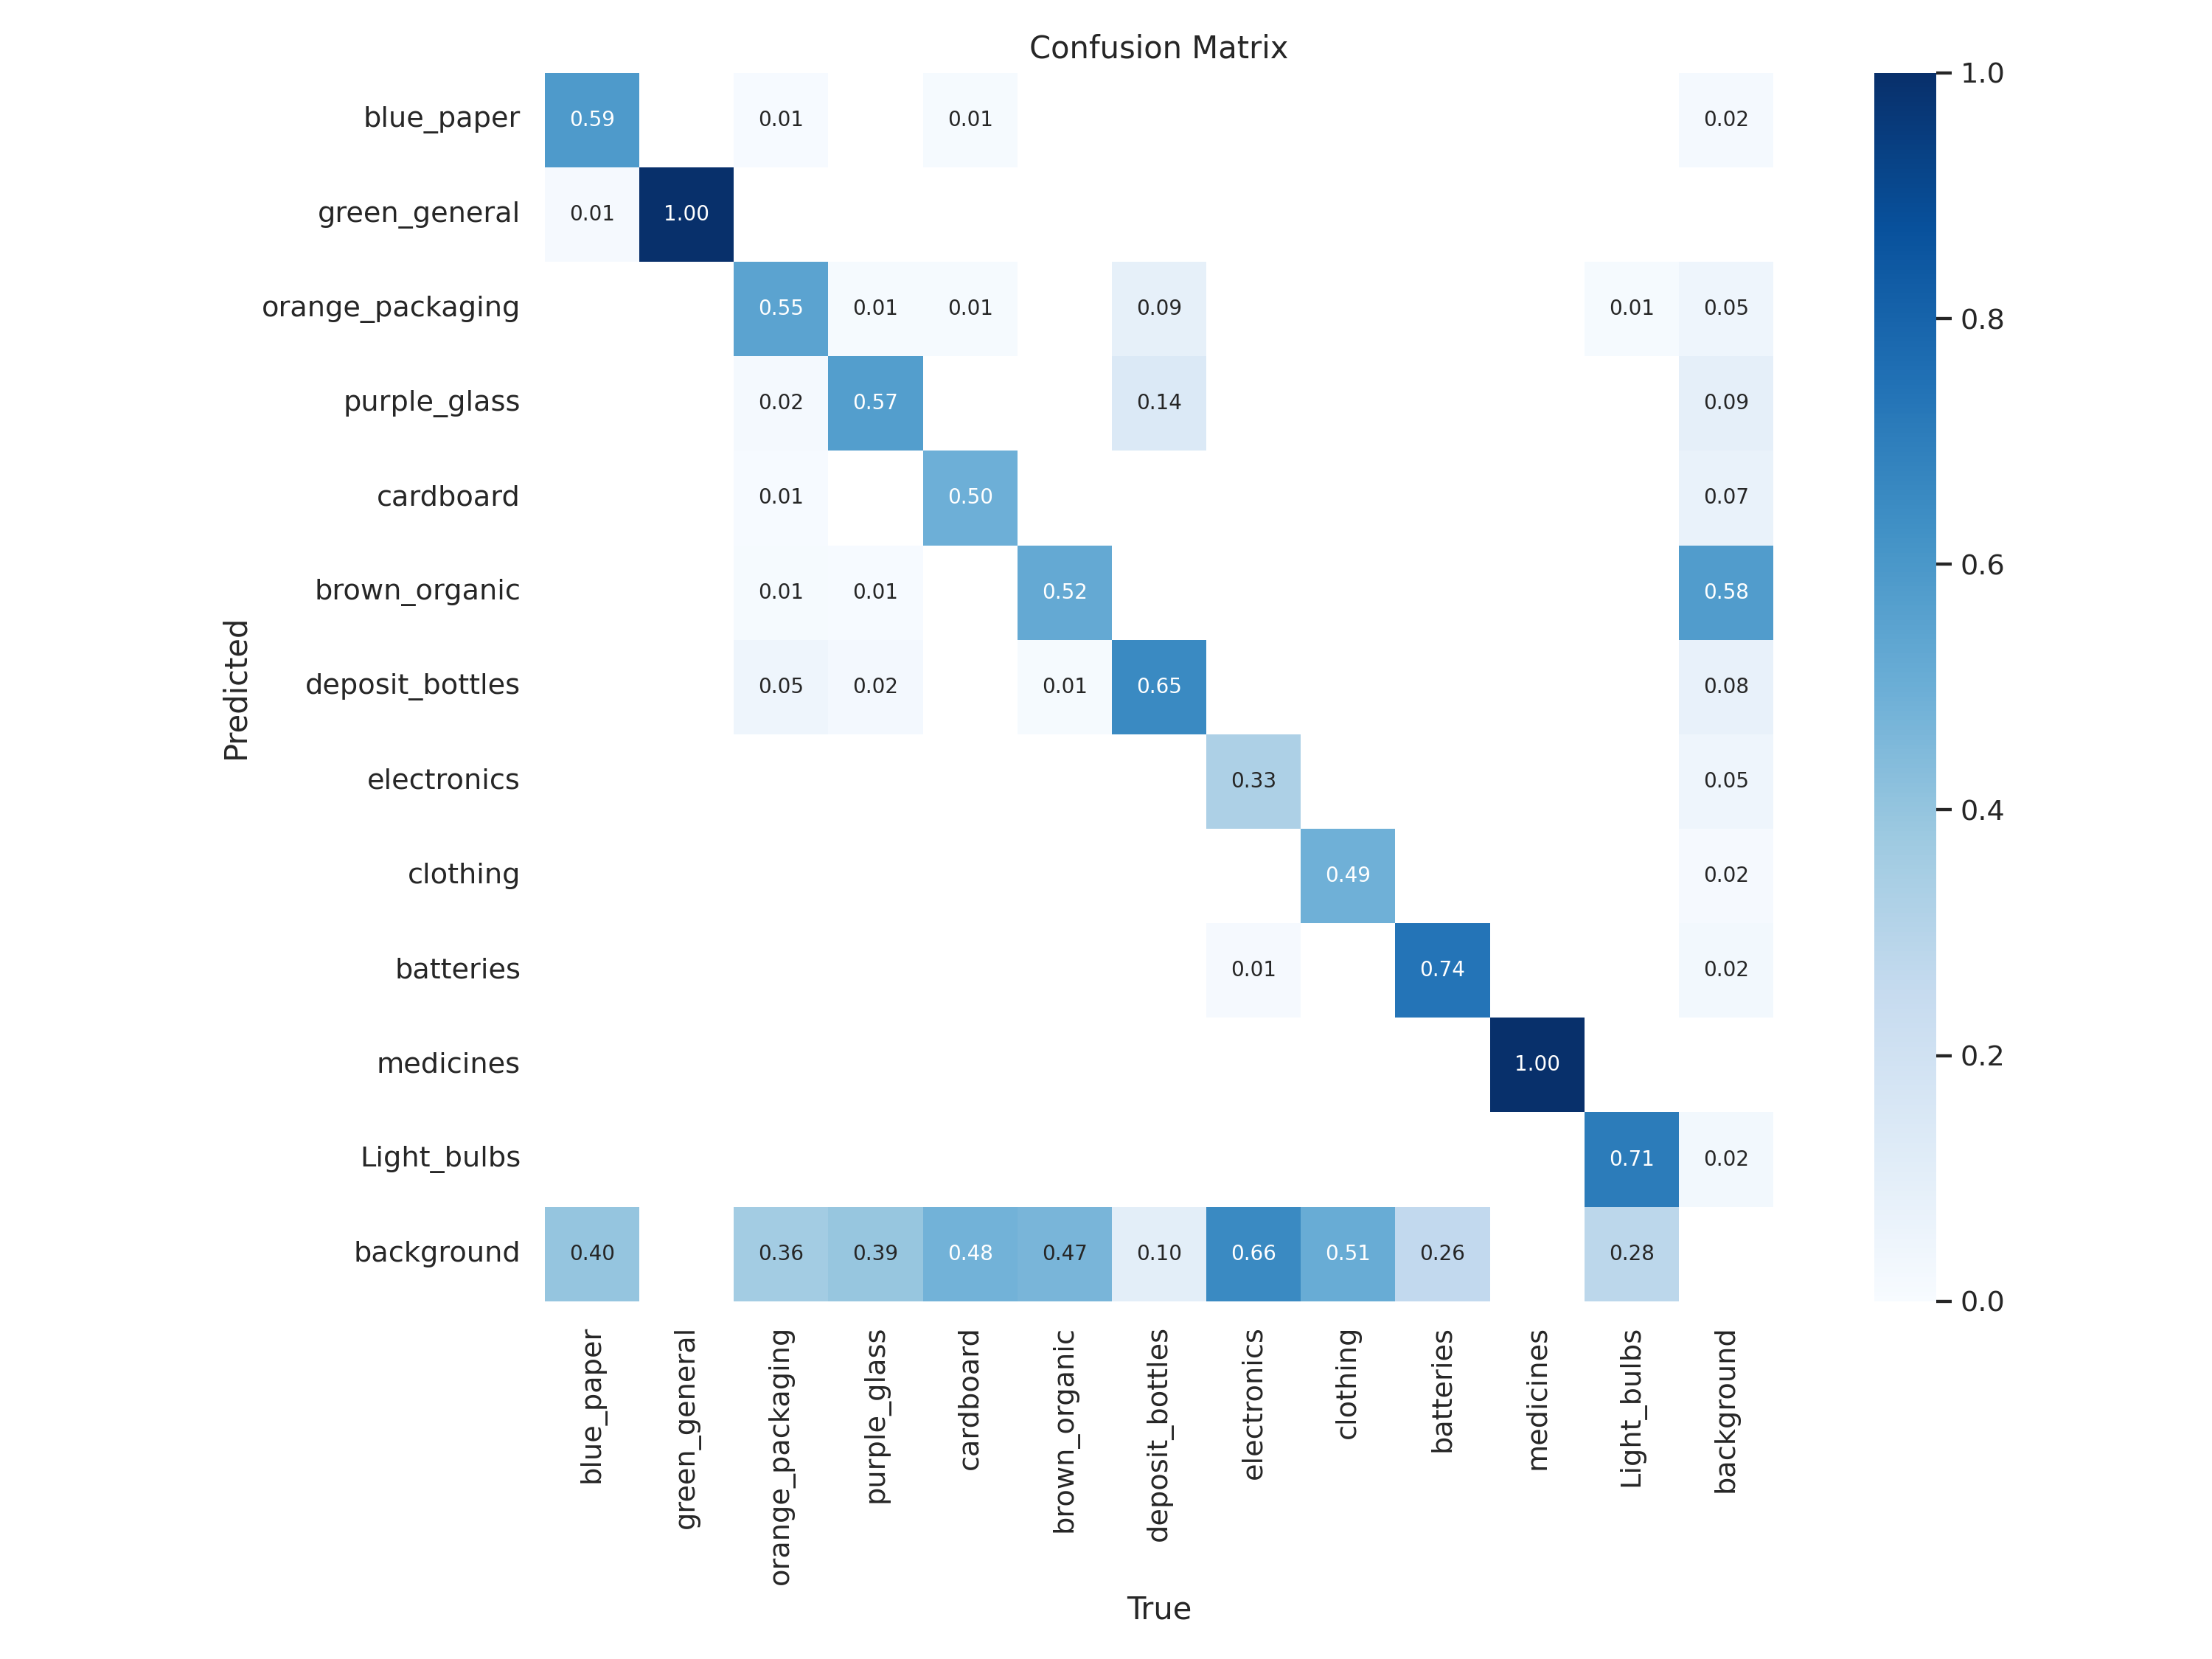 Confusion Matrix
blue_paper 0.59 0.01 0.01 0.02
green_general 0.01 1.00
orange_packaging 0.55 0.01 0.01 0.09 0.01 0.05
purple_glass 0.02 0.57 0.14 0.09
cardboard 0.01 0.50 0.07
brown_organic 0.01 0.01 0.52 0.58
deposit_bottles 0.05 0.02 0.01 0.65 0.08
electronics 0.33 0.05
clothing 0.49 0.02
batteries 0.01 0.74 0.02
medicines 1.00
Light_bulbs 0.71 0.02
background 0.40 0.36 0.39 0.48 0.47 0.10 0.66 0.51 0.26 0.28
Predicted
blue_paper
green_general
orange_packaging
purple_glass
cardboard
brown_organic
deposit_bottles
electronics
clothing
batteries
medicines
Light_bulbs
background
True
1.0
0.8
0.6
0.4
0.2
0.0